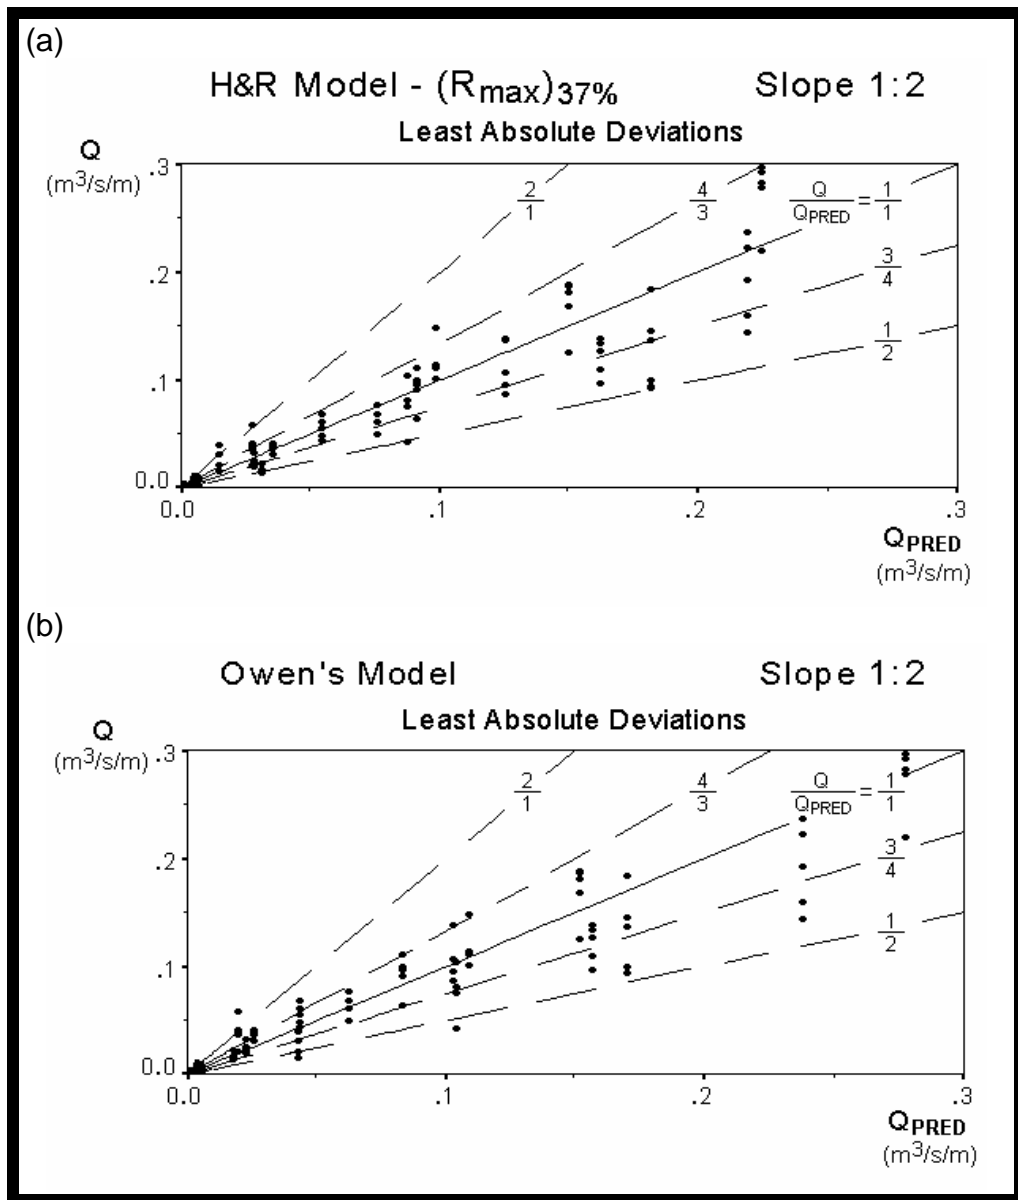 (a)
H&R Model - (Rmax)37% Slope 1:2
Least Absolute Deviations
Q
(m3/s/m)
.3
.2
.1
0.0
2/1
4/3
Q/QPRED = 1/1
3/4
1/2
0.0 .1 .2 .3
QPRED
(m3/s/m)
(b)
Owen's Model Slope 1:2
Least Absolute Deviations
Q
(m3/s/m)
.3
.2
.1
0.0
2/1
4/3
Q/QPRED = 1/1
3/4
1/2
0.0 .1 .2 .3
QPRED
(m3/s/m)